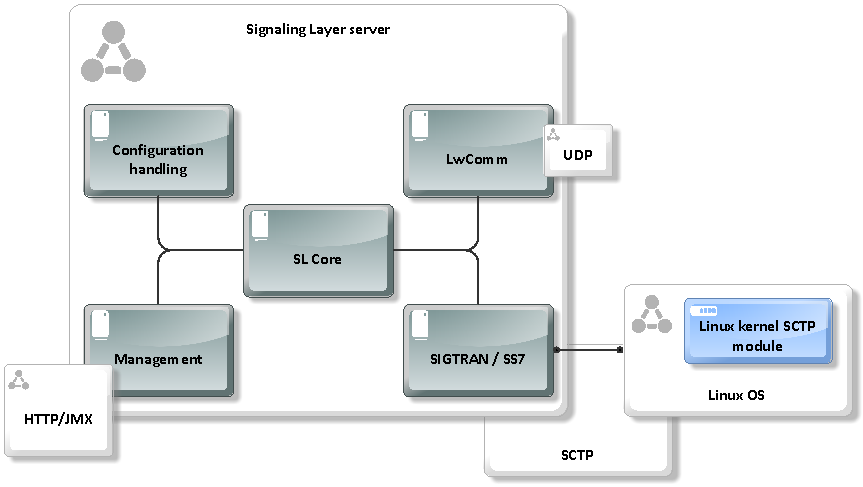 Signaling Layer server
Configuration
handling
LwComm
UDP
SL Core
Management
SIGTRAN / SS7
Linux kernel SCTP
module
Linux OS
HTTP/JMX
SCTP